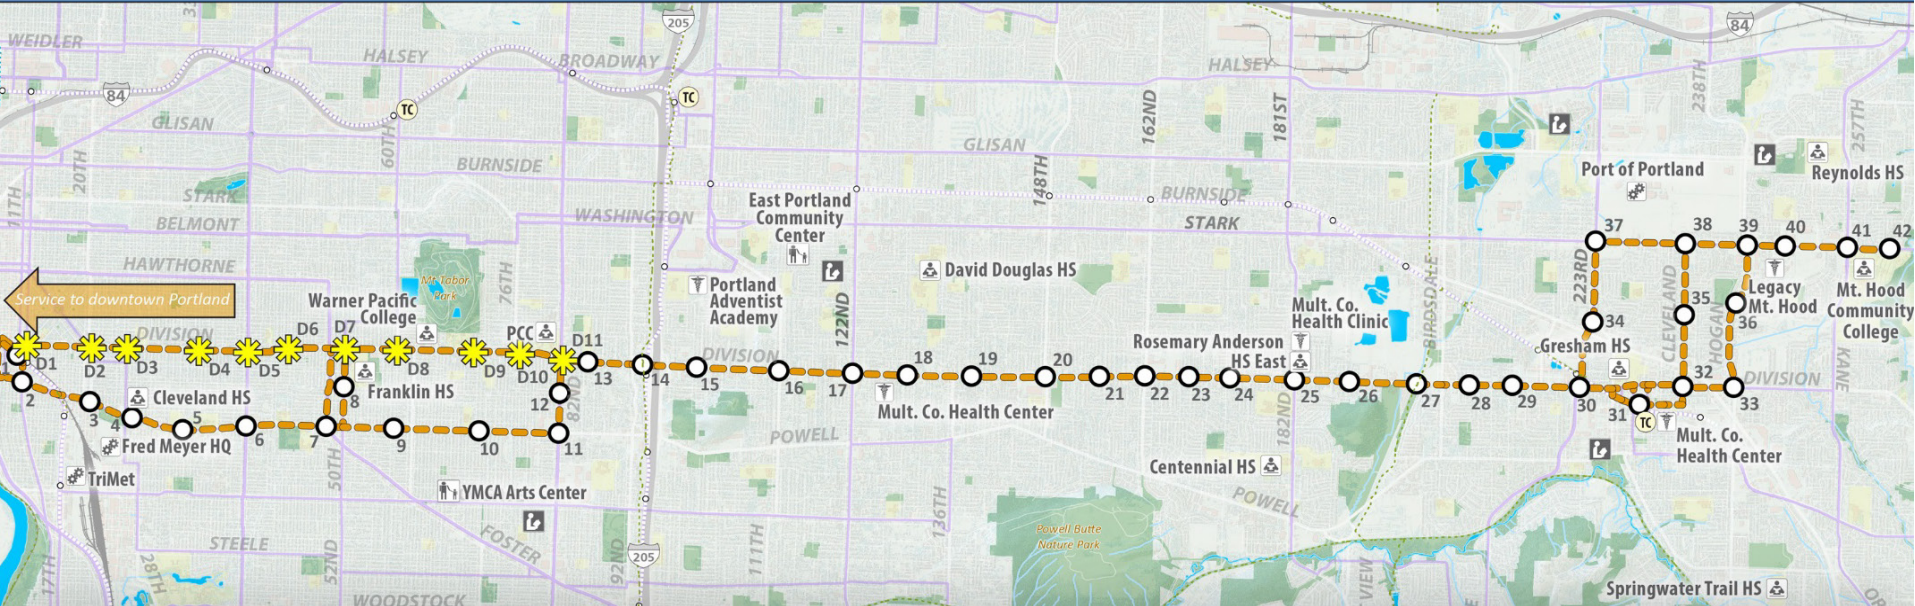 205
84
WEIDLER
HALSEY
BROADWAY
HALSEY
238TH
84
TC
TC
162ND
181ST
257TH
GLISAN
60TH
GLISAN
20TH
BURNSIDE
148TH
Port of Portland
Reynolds HS
11TH
STARK
BURNSIDE
East Portland
Community
Center
WASHINGTON
STARK
BELMONT
37
38
39
40
41
42
HAWTHORNE
76TH
Mt Tabor
Park
David Douglas HS
BIRDSDALE
223RD
CLEVELAND
HOGAN
KANE
Service to downtown Portland
Warner Pacific
College
Portland
Adventist
Academy
122ND
Mult. Co.
Health Clinic
Legacy
Mt. Hood
Mt. Hood
Community
College
35
34
36
DIVISION
D6
D7
PCC
D11
D1
D2
D3
D4
D5
D8
D9
D10
DIVISION
Rosemary Anderson
HS East
Gresham HS
1
2
3
4
5
6
7
8
9
10
11
12
13
14
15
16
17
18
19
20
21
22
23
24
25
26
27
28
29
30
31
32
33
DIVISION
Cleveland HS
Franklin HS
82ND
Mult. Co. Health Center
182ND
TC
Fred Meyer HQ
POWELL
Mult. Co.
Health Center
TriMet
50TH
Centennial HS
YMCA Arts Center
136TH
POWELL
FOSTER
Powell Butte
Nature Park
STEELE
52ND
92ND
205
111TH
17TH
28TH
VIEW
Springwater Trail HS
WOODSTOCK